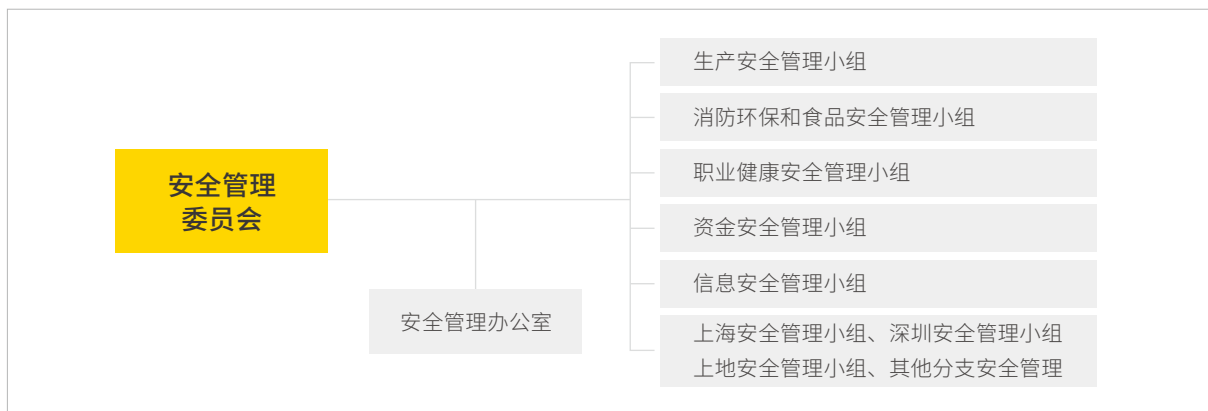 安全管理
委员会
安全管理办公室
生产安全管理小组
消防环保和食品安全管理小组
职业健康安全管理小组
资金安全管理小组
信息安全管理小组
上海安全管理小组、深圳安全管理小组
上地安全管理小组、其他分支安全管理